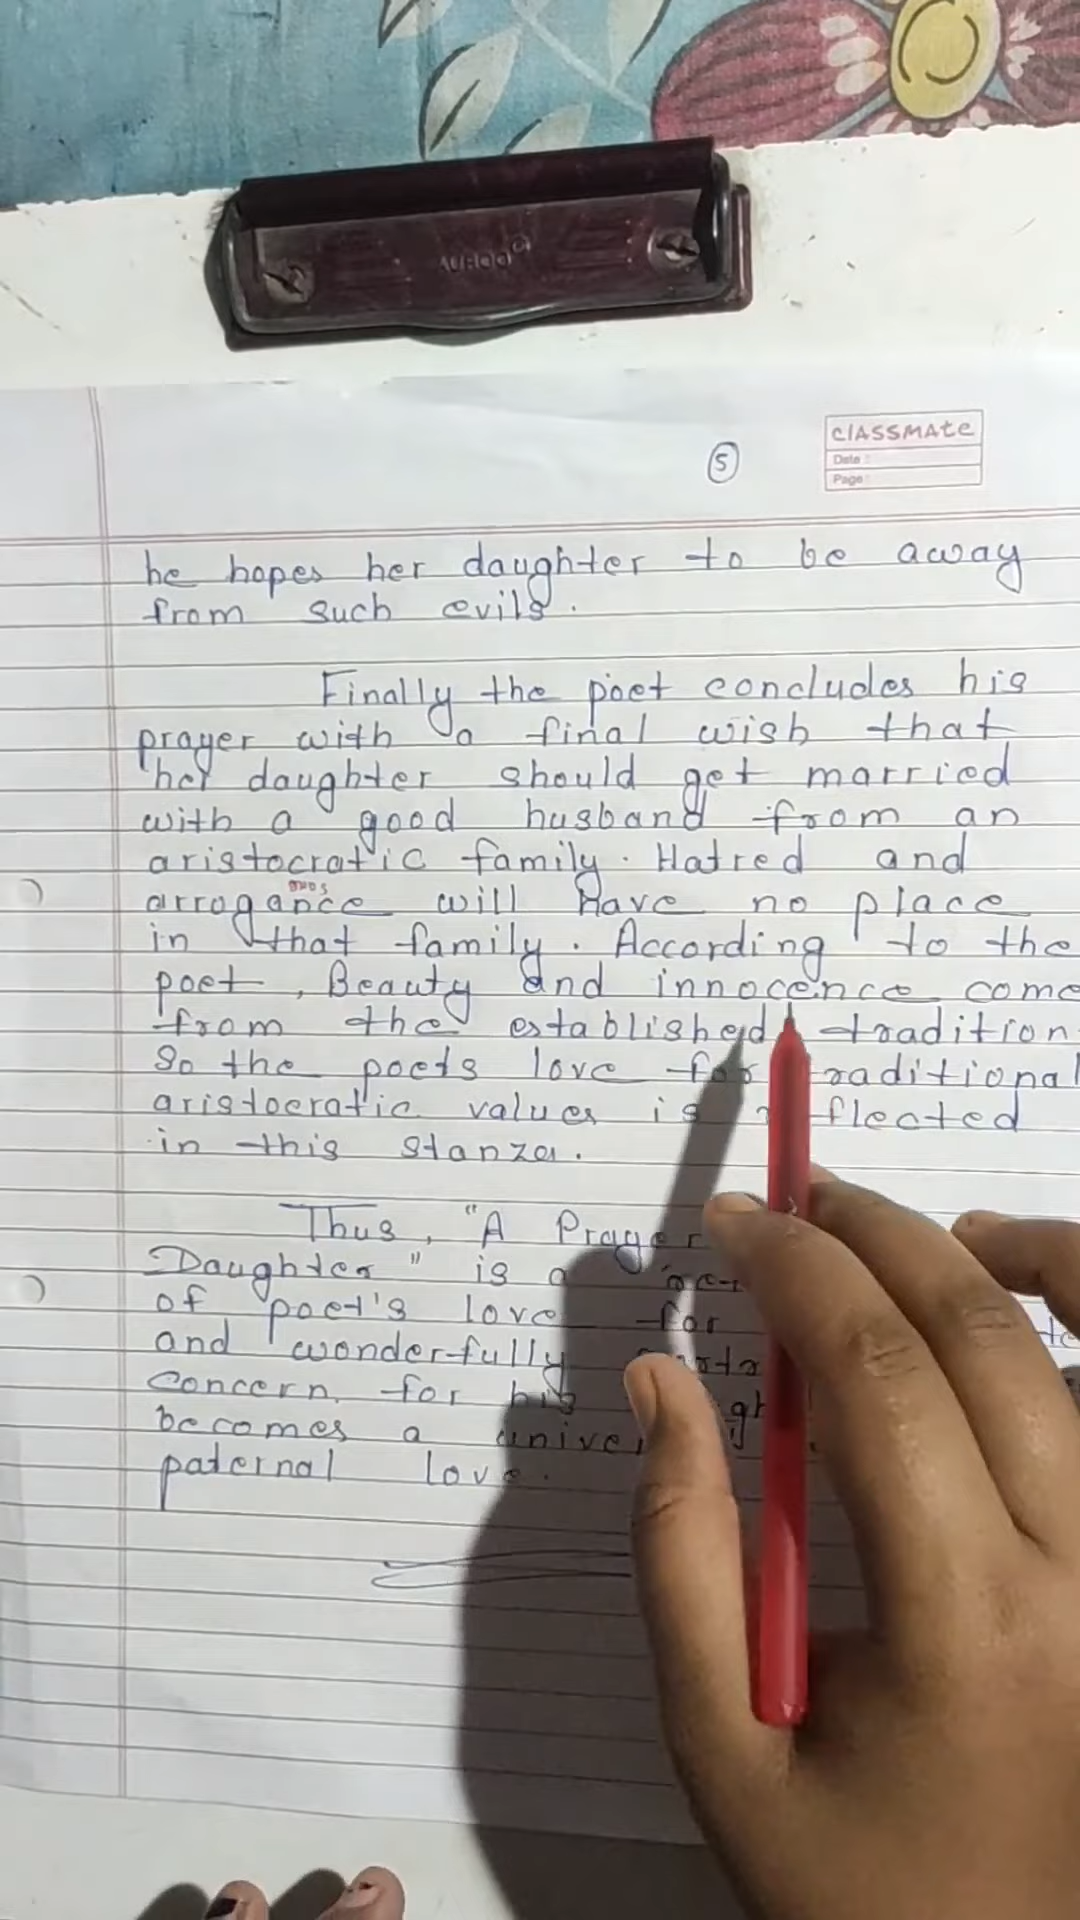 AUROO
5
CLASSMATE
Date :
Page :
he hopes her daughter to be away
from such evils.
Finally the poet concludes his
prayer with a final wish that
her daughter should get married
with a good husband from an
aristocratic family. Hatred and
arrogance will have no place
in that family. According to the
poet, Beauty and innocence come
from the established tradition
So the poets love for traditional
aristocratic values is reflected
in this stanza.
Thus, "A Prayer
Daughter" is a
of poet's love for
and wonderfully
concern for his
becomes a
paternal love.